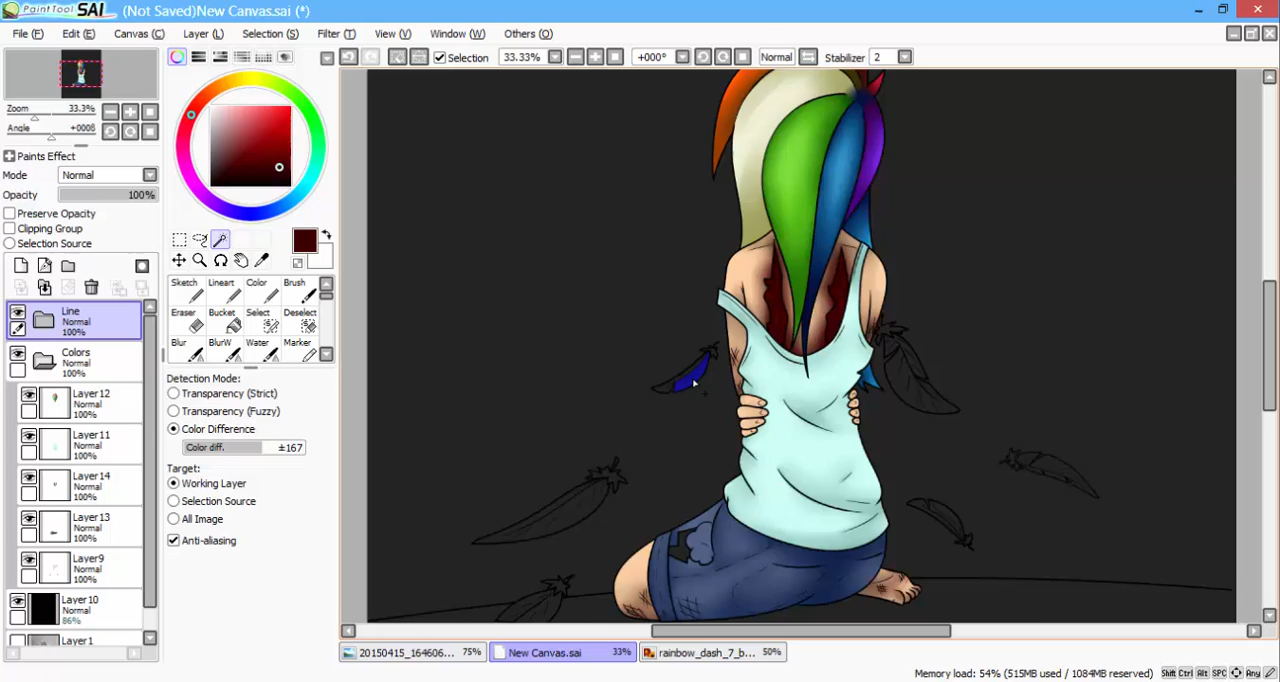 PaintTool SAI (Not Saved)New Canvas.sai (*)
File (F) Edit (E) Canvas (C) Layer (L) Selection (S) Filter (T) View (V) Window (W) Others (O)
Selection 33.33% +000° Normal Stabilizer 2
Zoom 33.3%
Angle +0008
Paints Effect
Mode Normal
Opacity 100%
Preserve Opacity
Clipping Group
Selection Source
Line
Normal
100%
Colors
Normal
100%
Layer12
Normal
100%
Layer11
Normal
100%
Layer14
Normal
100%
Layer13
Normal
100%
Layer9
Normal
100%
Layer10
Normal
86%
Layer1
Sketch Lineart Color Brush
Eraser Bucket Select Deselect
Blur BlurW Water Marker
Detection Mode:
Transparency (Strict)
Transparency (Fuzzy)
Color Difference
Color diff. ±167
Target:
Working Layer
Selection Source
All Image
Anti-aliasing
20150415_164606... 75% New Canvas.sai 33% rainbow_dash_7_b... 50%
Memory load: 54% (515MB used / 1084MB reserved) Shift Ctrl Alt SPC Any